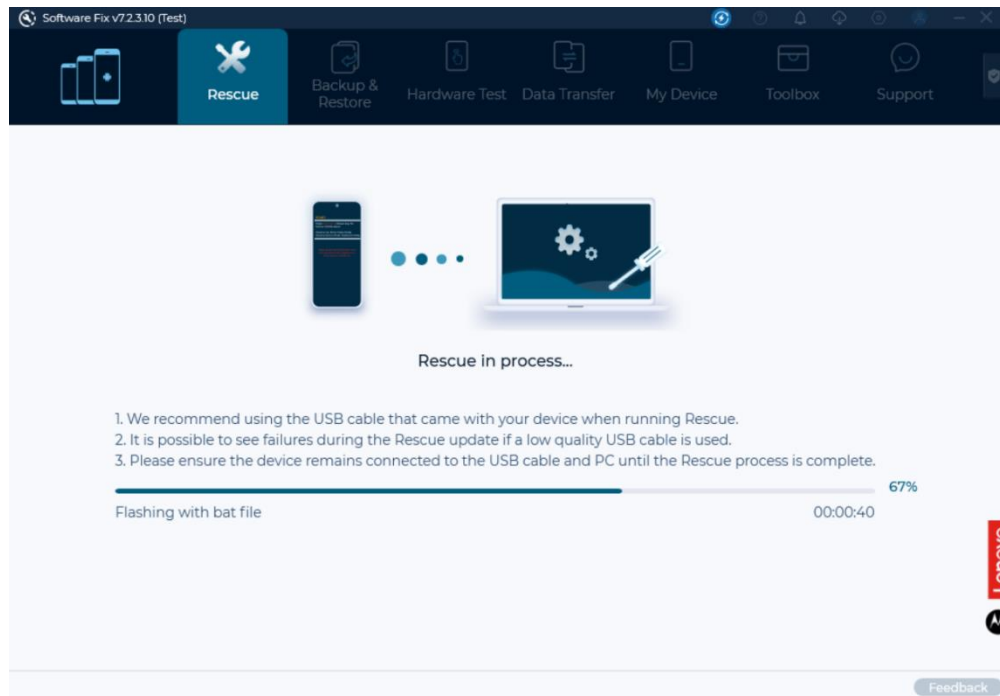 Software Fix v7.2.3.10 (Test)
Rescue
Backup &
Restore
Hardware Test
Data Transfer
My Device
Toolbox
Support
Rescue in process...
1. We recommend using the USB cable that came with your device when running Rescue.
2. It is possible to see failures during the Rescue update if a low quality USB cable is used.
3. Please ensure the device remains connected to the USB cable and PC until the Rescue process is complete.
67%
Flashing with bat file
00:00:40
Feedback